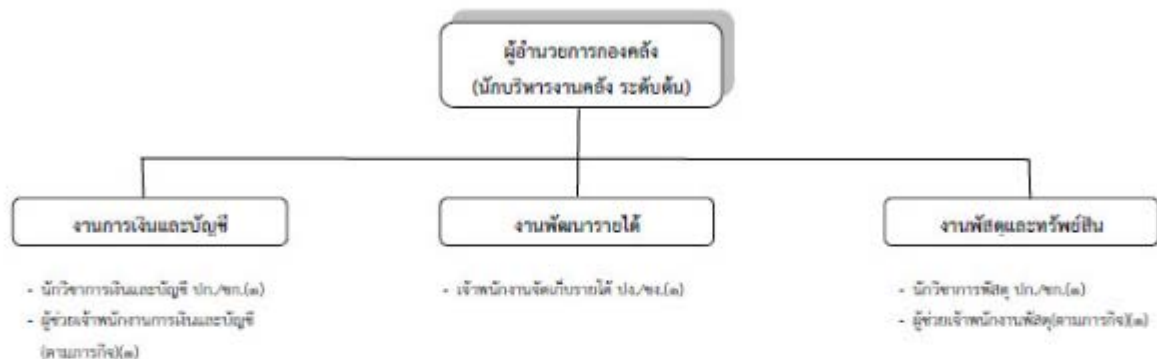 ผู้อำนวยการกองคลัง
(นักบริหารงานคลัง ระดับต้น)
งานการเงินและบัญชี
งานพัฒนารายได้
งานพัสดุและทรัพย์สิน
- นักวิชาการเงินและบัญชี ปก./ชก.(๑)
- ผู้ช่วยเจ้าพนักงานการเงินและบัญชี
(ตามภารกิจ)(๑)
- เจ้าพนักงานจัดเก็บรายได้ ปง./ชง.(๑)
- นักวิชาการพัสดุ ปก./ชก.(๑)
- ผู้ช่วยเจ้าพนักงานพัสดุ(ตามภารกิจ)(๑)